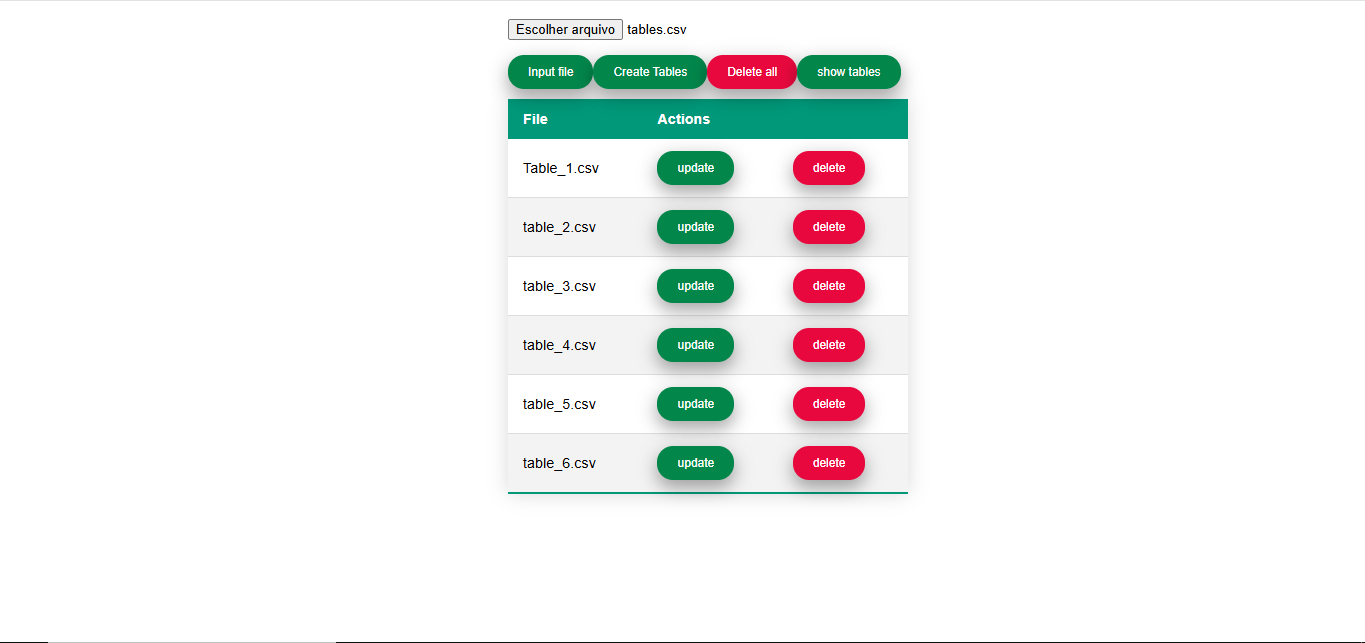 Escolher arquivo tables.csv
Input file Create Tables Delete all show tables
File Actions
Table_1.csv update delete
table_2.csv update delete
table_3.csv update delete
table_4.csv update delete
table_5.csv update delete
table_6.csv update delete